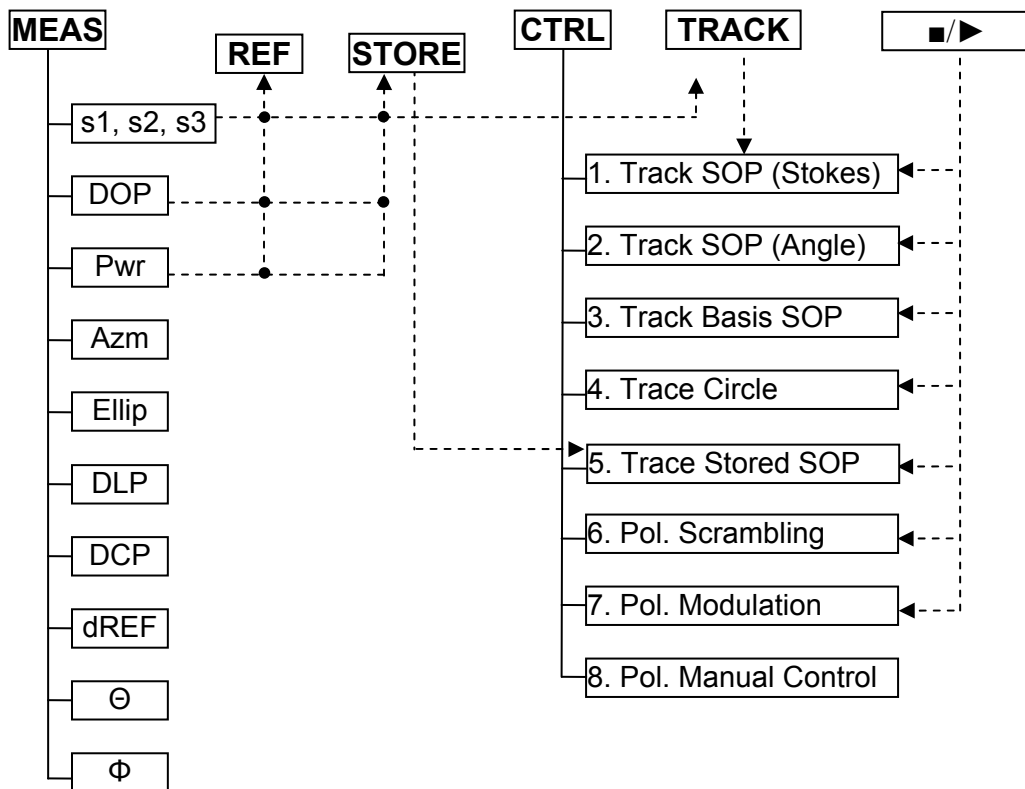 MEAS
REF
STORE
CTRL
TRACK
■/►
s1, s2, s3
DOP
Pwr
Azm
Ellip
DLP
DCP
dREF
Θ
Φ
1. Track SOP (Stokes)
2. Track SOP (Angle)
3. Track Basis SOP
4. Trace Circle
5. Trace Stored SOP
6. Pol. Scrambling
7. Pol. Modulation
8. Pol. Manual Control